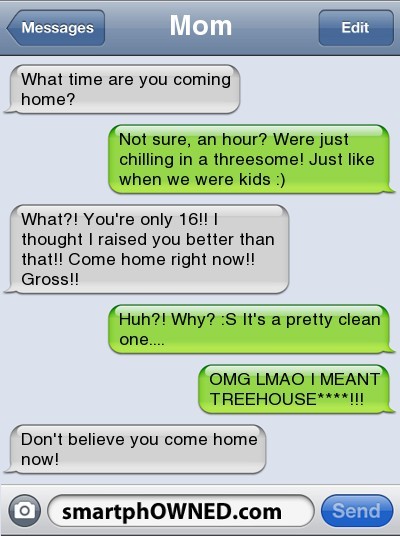 Messages
Mom
Edit
What time are you coming
home?
Not sure, an hour? Were just
chilling in a threesome! Just like
when we were kids :)
What?! You're only 16!! I
thought I raised you better than
that!! Come home right now!!
Gross!!
Huh?! Why? :S It's a pretty clean
one....
OMG LMAO I MEANT
TREEHOUSE****!!!
Don't believe you come home
now!
smartphOWNED.com
Send